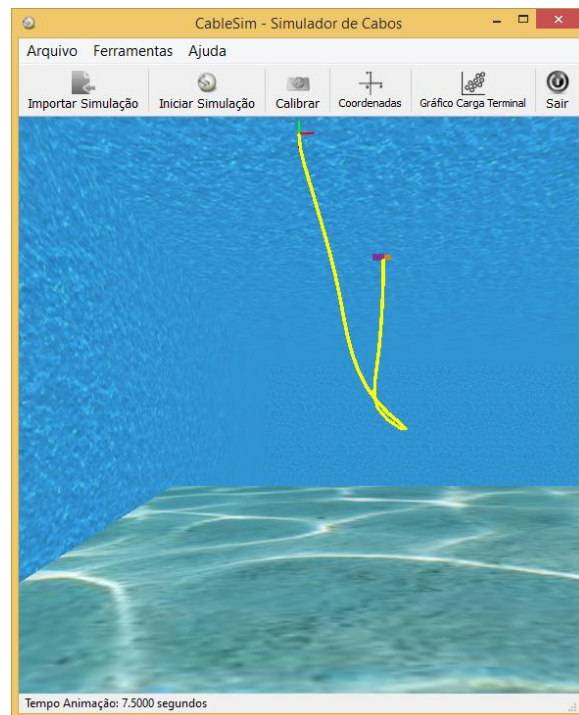 CableSim - Simulador de Cabos
Arquivo Ferramentas Ajuda
Importar Simulação Iniciar Simulação Calibrar Coordenadas Gráfico Carga Terminal Sair
Tempo Animação: 7.5000 segundos